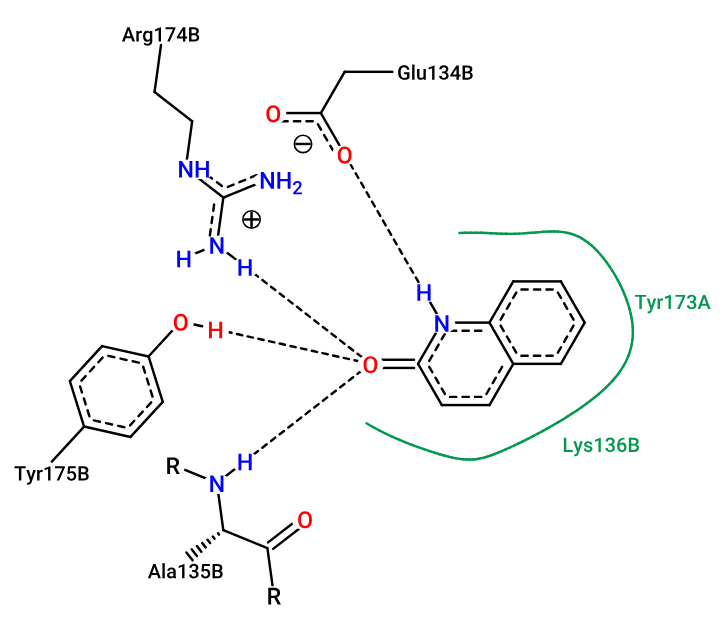 Arg174B
Glu134B
O
NH
NH2
⊖
O
⊕
H
N
H
H
Tyr173A
O
H
N
O
Lys136B
R
H
Tyr175B
N
O
Ala135B
R